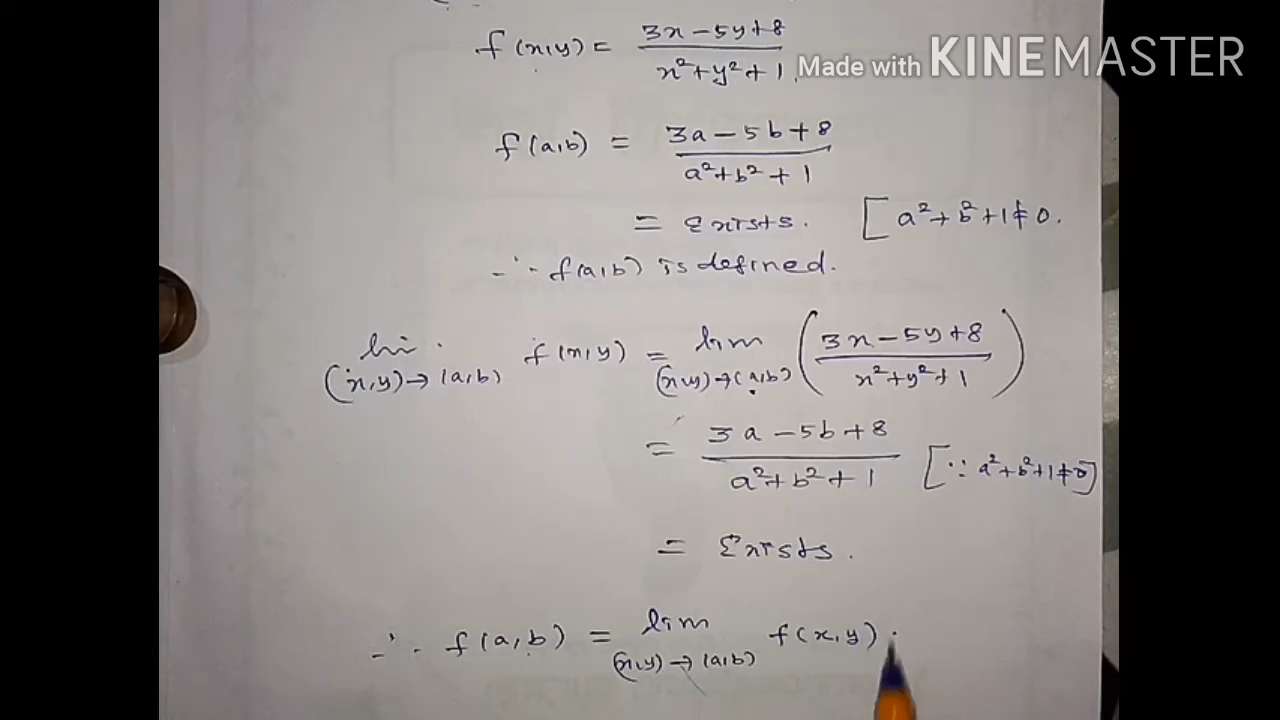 f(x,y) = (3x-5y+8)/(x²+y²+1).
Made with KINEMASTER
f(a,b) = (3a-5b+8)/(a²+b²+1)
= Exists. [a²+b²+1≠0.
∴ f(a,b) is defined.
lim (x,y)→(a,b) f(x,y) = lim (x,y)→(a,b) ((3x-5y+8)/(x²+y²+1))
= (3a-5b+8)/(a²+b²+1) [∵ a²+b²+1≠0]
= Exists.
∴ f(a,b) = lim (x,y)→(a,b) f(x,y).